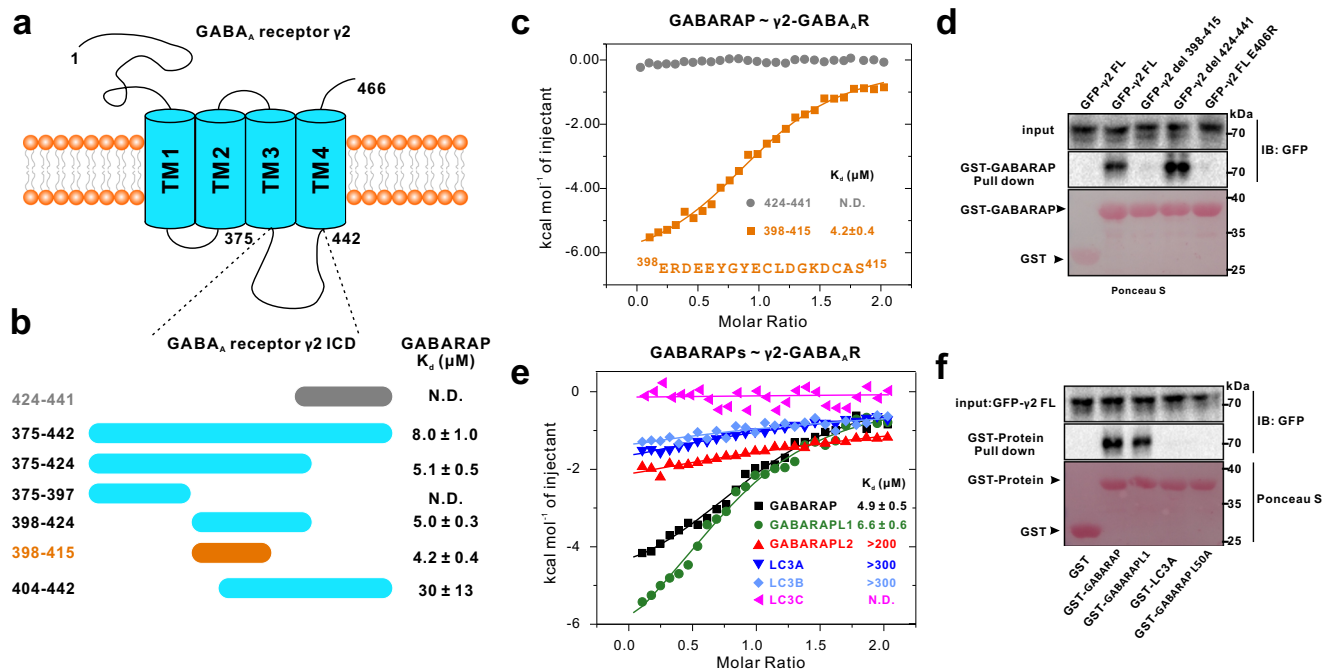 a
GABAA receptor γ2
1
466
TM1
TM2
TM3
TM4
375
442
b
GABAA receptor γ2 ICD
GABARAP
Kd (μM)
424-441
N.D.
375-442
8.0 ± 1.0
375-424
5.1 ± 0.5
375-397
N.D.
398-424
5.0 ± 0.3
398-415
4.2 ± 0.4
404-442
30 ± 13
c
GABARAP ~ γ2-GABAAR
kcal mol-1 of injectant
0.00
-2.00
-4.00
-6.00
Kd (μM)
424-441 N.D.
398-415 4.2±0.4
398ERDEEYGYECLDGKDCAS415
0.0 0.5 1.0 1.5 2.0
Molar Ratio
d
GFP-γ2 FL
GFP-γ2 FL
GFP-γ2 del 398-415
GFP-γ2 del 424-441
GFP-γ2 FL E406R
kDa
input
70
IB: GFP
GST-GABARAP
Pull down
70
GST-GABARAP
40
35
GST
25
Ponceau S
e
GABARAPs ~ γ2-GABAAR
kcal mol-1 of injectant
0
-2
-4
-6
Kd (μM)
GABARAP 4.9 ± 0.5
GABARAPL1 6.6 ± 0.6
GABARAPL2 >200
LC3A >300
LC3B >300
LC3C N.D.
0.0 0.5 1.0 1.5 2.0
Molar Ratio
f
kDa
input:GFP-γ2 FL
70
IB: GFP
GST-Protein
Pull down
70
GST-Protein
40
35
Ponceau S
GST
25
GST
GST-GABARAP
GST-GABARAPL1
GST-LC3A
GST-GABARAP L50A